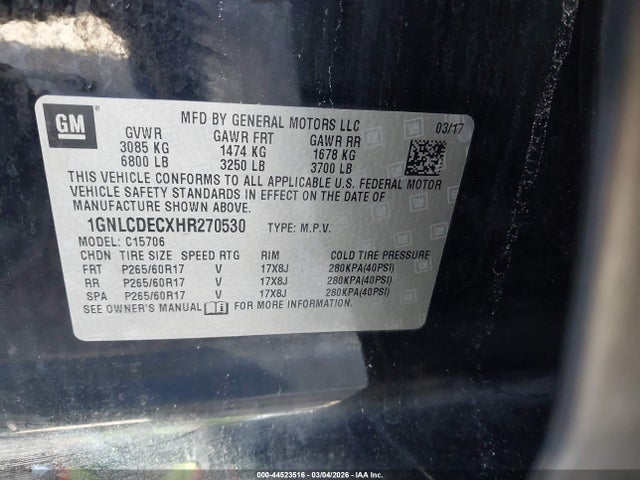 GM
MFD BY GENERAL MOTORS LLC 03/17
GVWR GAWR FRT GAWR RR
3085 KG 1474 KG 1678 KG
6800 LB 3250 LB 3700 LB
THIS VEHICLE CONFORMS TO ALL APPLICABLE U.S. FEDERAL MOTOR
VEHICLE SAFETY STANDARDS IN EFFECT ON THE DATE OF
MANUFACTURE SHOWN ABOVE.
1GNLCDECXHR270530 TYPE: M.P.V.
MODEL: C15706
CHDN TIRE SIZE SPEED RTG RIM COLD TIRE PRESSURE
FRT P265/60R17 V 17X8J 280KPA(40PSI)
RR P265/60R17 V 17X8J 280KPA(40PSI)
SPA P265/60R17 V 17X8J 280KPA(40PSI)
SEE OWNER'S MANUAL FOR MORE INFORMATION.
000-44523516 - 03/04/2026 - IAA Inc.